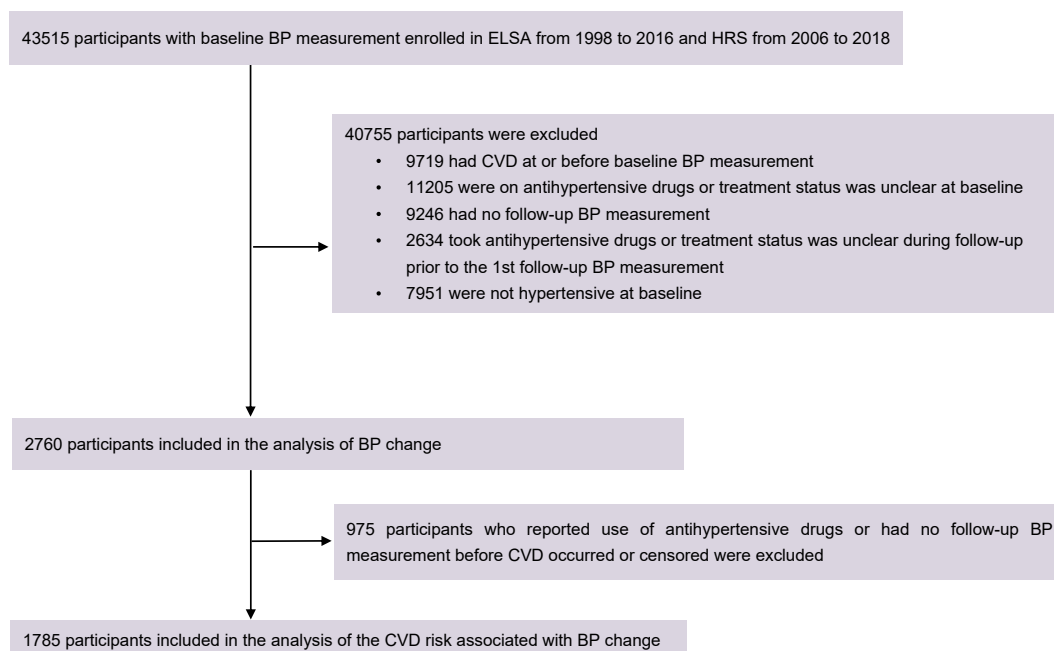 43515 participants with baseline BP measurement enrolled in ELSA from 1998 to 2016 and HRS from 2006 to 2018
40755 participants were excluded
• 9719 had CVD at or before baseline BP measurement
• 11205 were on antihypertensive drugs or treatment status was unclear at baseline
• 9246 had no follow-up BP measurement
• 2634 took antihypertensive drugs or treatment status was unclear during follow-up
prior to the 1st follow-up BP measurement
• 7951 were not hypertensive at baseline
2760 participants included in the analysis of BP change
975 participants who reported use of antihypertensive drugs or had no follow-up BP
measurement before CVD occurred or censored were excluded
1785 participants included in the analysis of the CVD risk associated with BP change